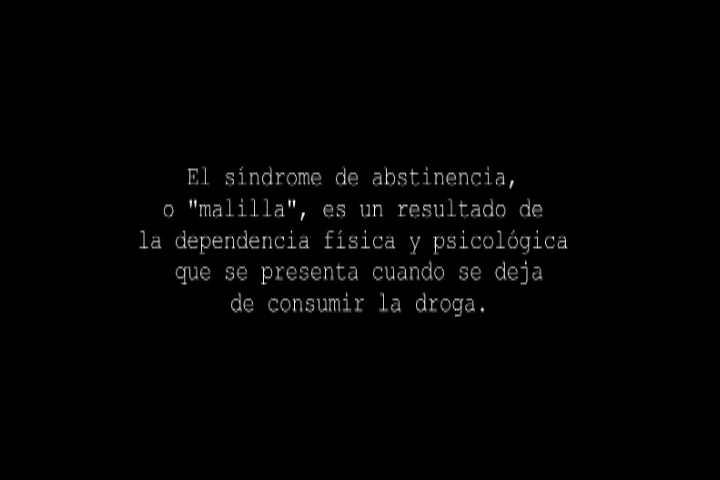 El síndrome de abstinencia,
o "malilla", es un resultado de
la dependencia física y psicológica
que se presenta cuando se deja
de consumir la droga.